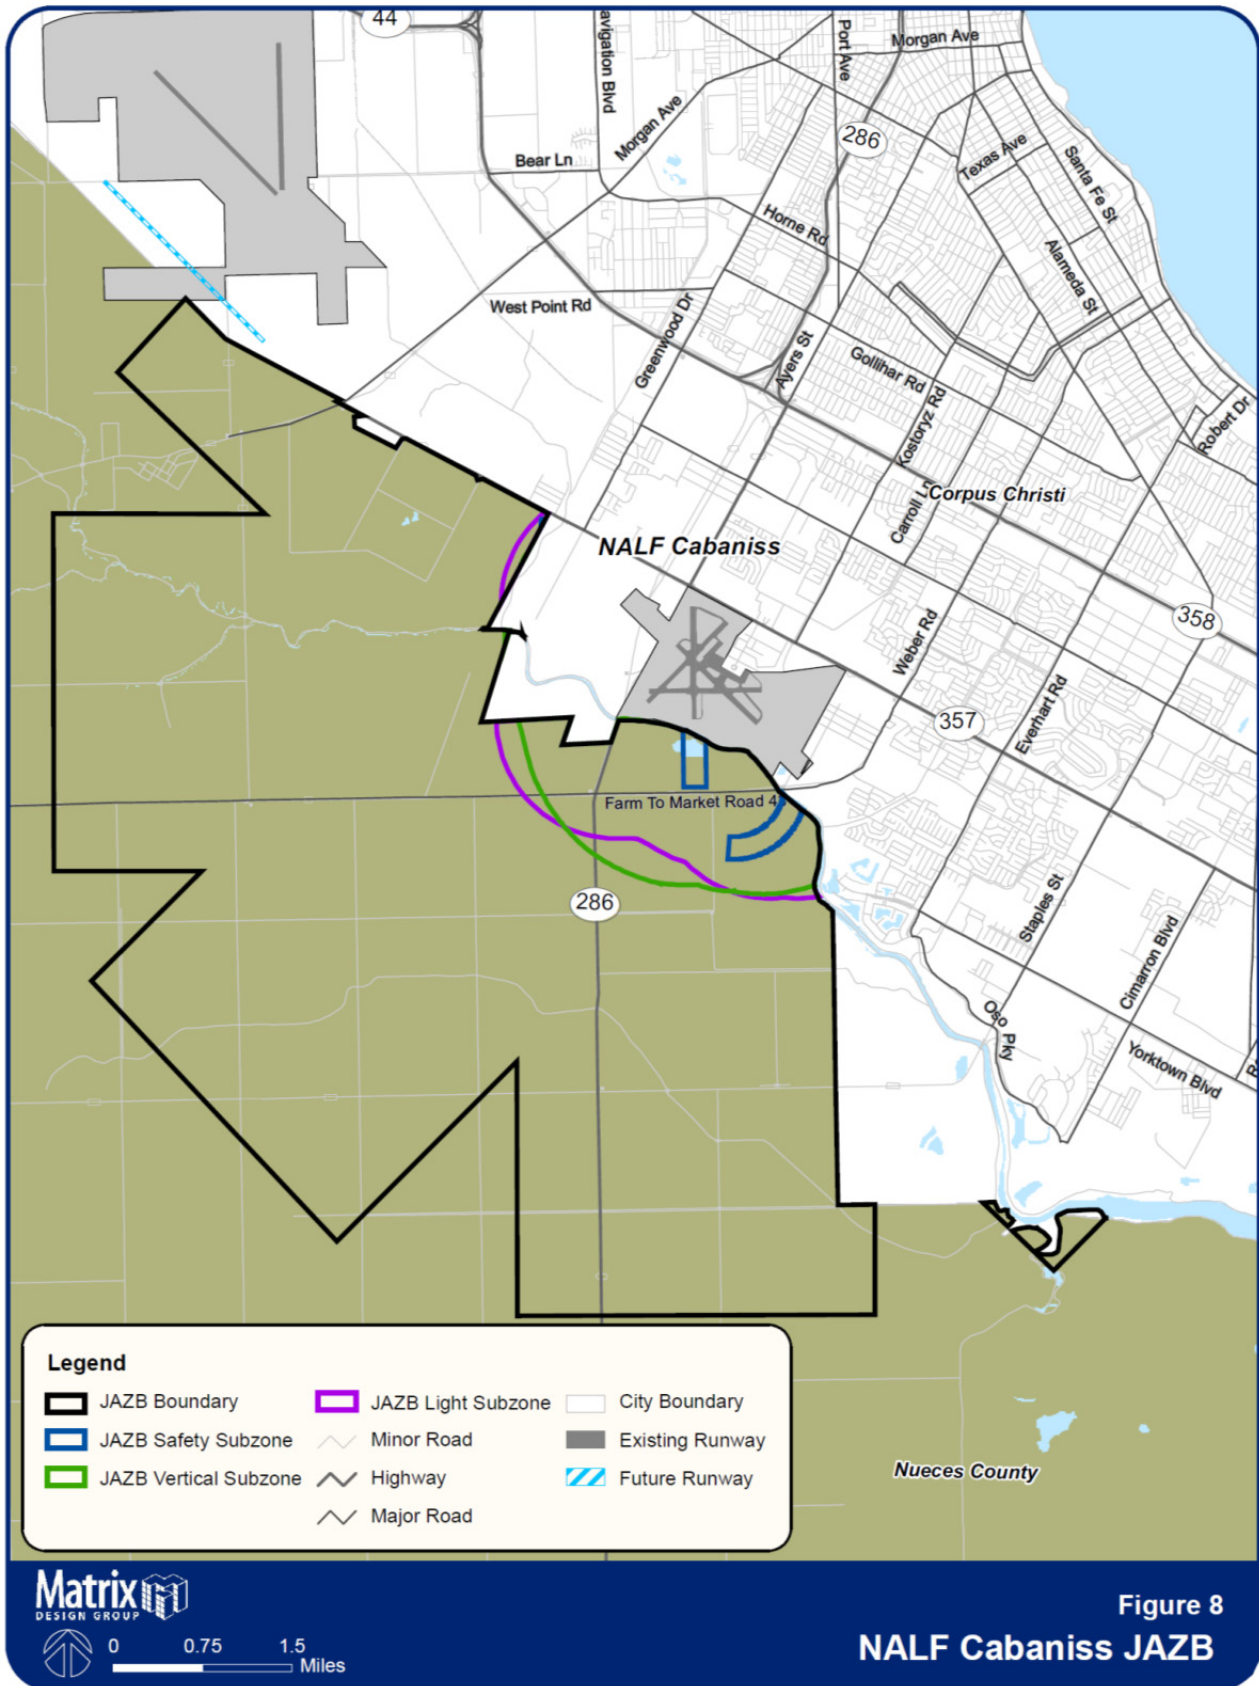 44
avigation Blvd
Port Ave
Morgan Ave
Morgan Ave
286
Bear Ln
Texas Ave
Santa Fe St
Horne Rd
Alameda St
West Point Rd
Greenwood Dr
Ayers St
Gollihar Rd
Kostoryz Rd
Robert Dr
Carroll Ln
Corpus Christi
NALF Cabaniss
358
Weber Rd
Everhart Rd
357
Farm To Market Road 4
286
Staples St
Cimarron Blvd
Oso Pky
Yorktown Blvd
R
Legend
JAZB Boundary
JAZB Safety Subzone
JAZB Vertical Subzone
JAZB Light Subzone
Minor Road
Highway
Major Road
City Boundary
Existing Runway
Future Runway
Nueces County
Matrix
DESIGN GROUP
0 0.75 1.5
Miles
Figure 8
NALF Cabaniss JAZB